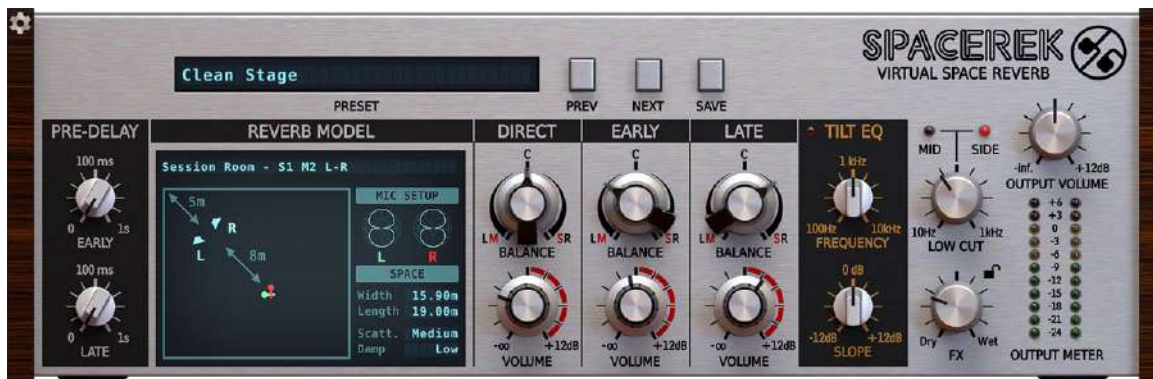 SPACEREK
VIRTUAL SPACE REVERB
Clean Stage
PRESET
PREV
NEXT
SAVE
PRE-DELAY
100 ms
0
1s
EARLY
100 ms
0
1s
LATE
REVERB MODEL
Session Room - S1 M2 L-R
5m
R
L
8m
MIC SETUP
L
R
SPACE
Width 15.90m
Length 19.00m
Scatt. Medium
Damp Low
DIRECT
C
LM
SR
BALANCE
-∞
+12dB
VOLUME
EARLY
C
LM
SR
BALANCE
-∞
+12dB
VOLUME
LATE
C
LM
SR
BALANCE
-∞
+12dB
VOLUME
TILT EQ
1 kHz
100Hz
10kHz
FREQUENCY
0 dB
-12dB
+12dB
SLOPE
MID
SIDE
10Hz
1kHz
LOW CUT
Dry
Wet
FX
-inf.
+12dB
OUTPUT VOLUME
+6
+3
0
-3
-6
-9
-12
-15
-18
-21
-24
OUTPUT METER